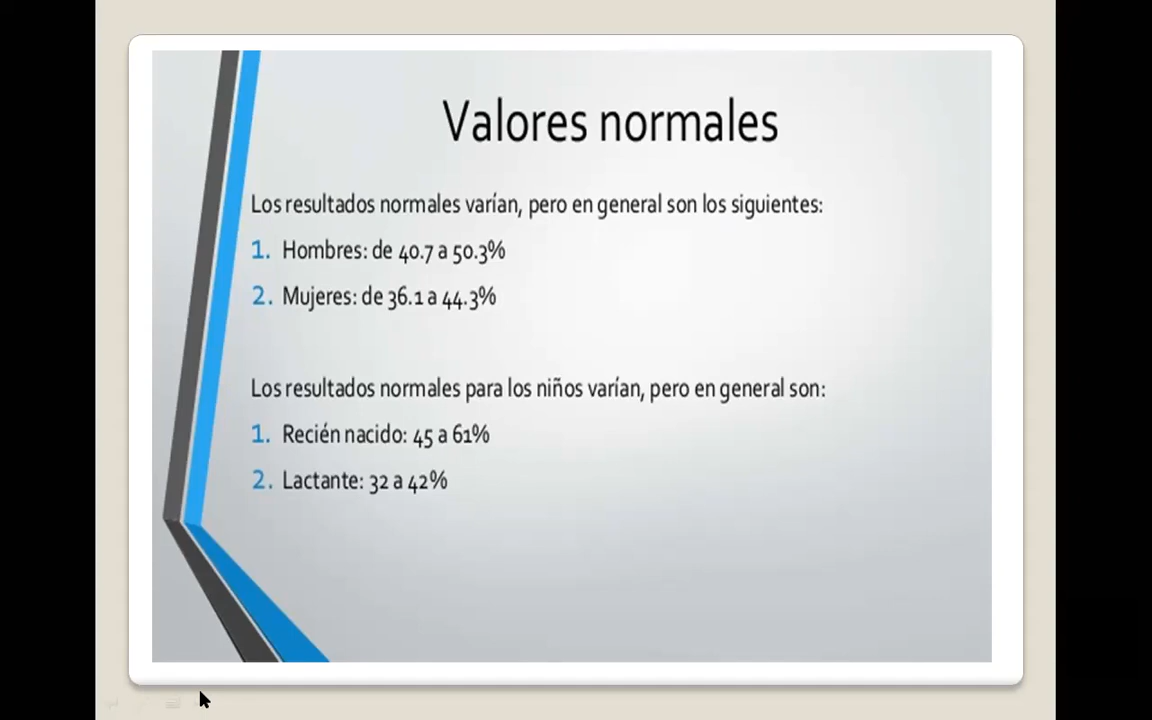 Valores normales
Los resultados normales varían, pero en general son los siguientes:
1. Hombres: de 40.7 a 50.3%
2. Mujeres: de 36.1 a 44.3%
Los resultados normales para los niños varían, pero en general son:
1. Recién nacido: 45 a 61%
2. Lactante: 32 a 42%